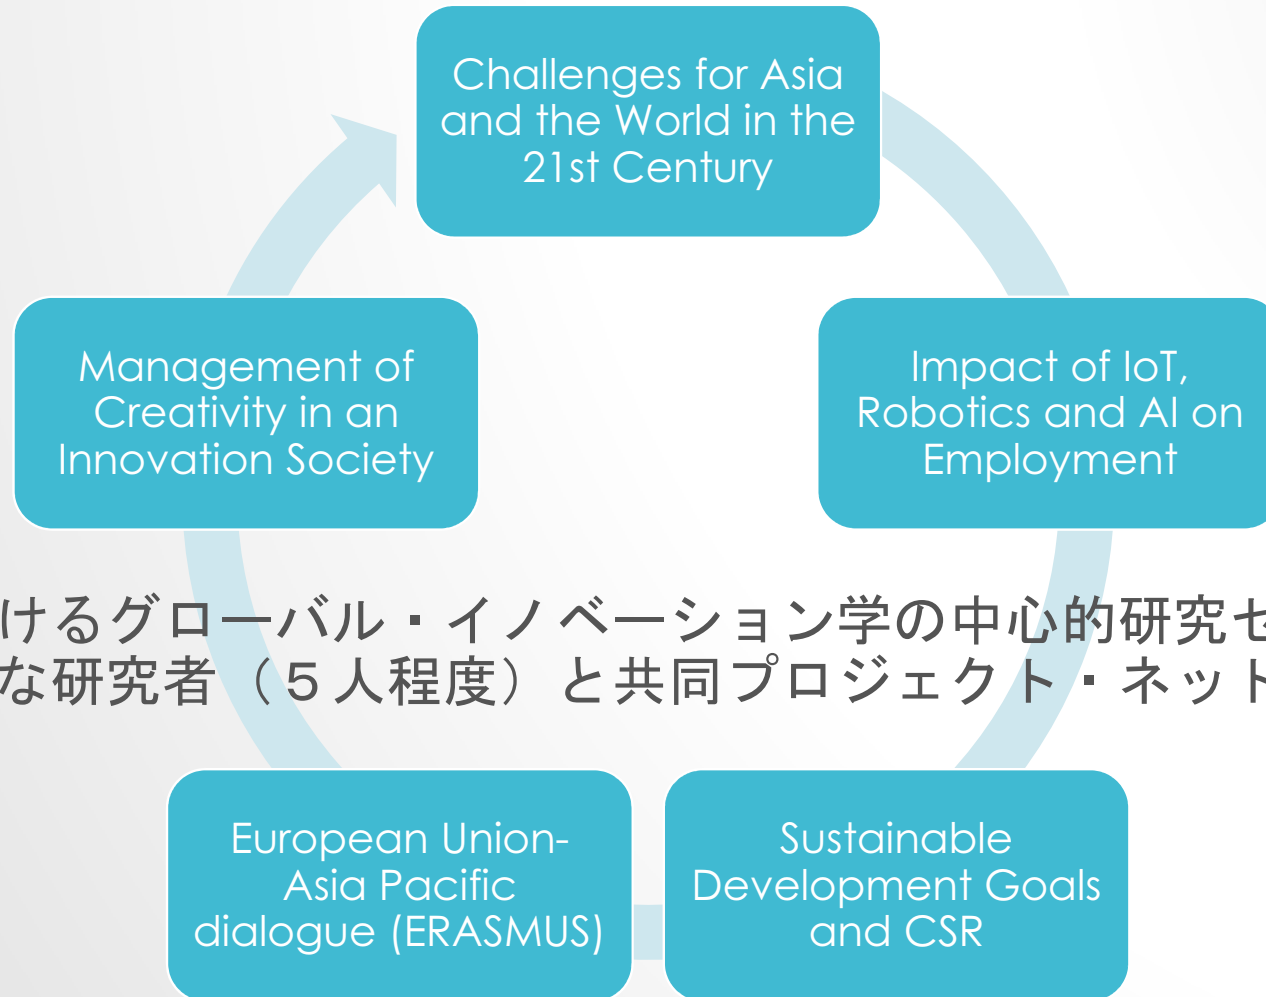 Challenges for Asia
and the World in the
21st Century
Management of
Creativity in an
Innovation Society
Impact of IoT,
Robotics and AI on
Employment
けるグローバル・イノベーション学の中心的研究セ
な研究者（５人程度）と共同プロジェクト・ネット
European Union-
Asia Pacific
dialogue (ERASMUS)
Sustainable
Development Goals
and CSR